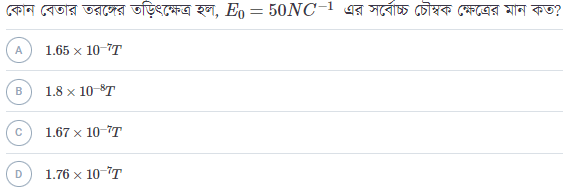 কোন বেতার তরঙ্গের তড়িৎক্ষেত্র হল, E₀ = 50NC⁻¹ এর সর্বোচ্চ চৌম্বক ক্ষেত্রের মান কত?
A 1.65 × 10⁻⁷T
B 1.8 × 10⁻⁸T
C 1.67 × 10⁻⁷T
D 1.76 × 10⁻⁷T